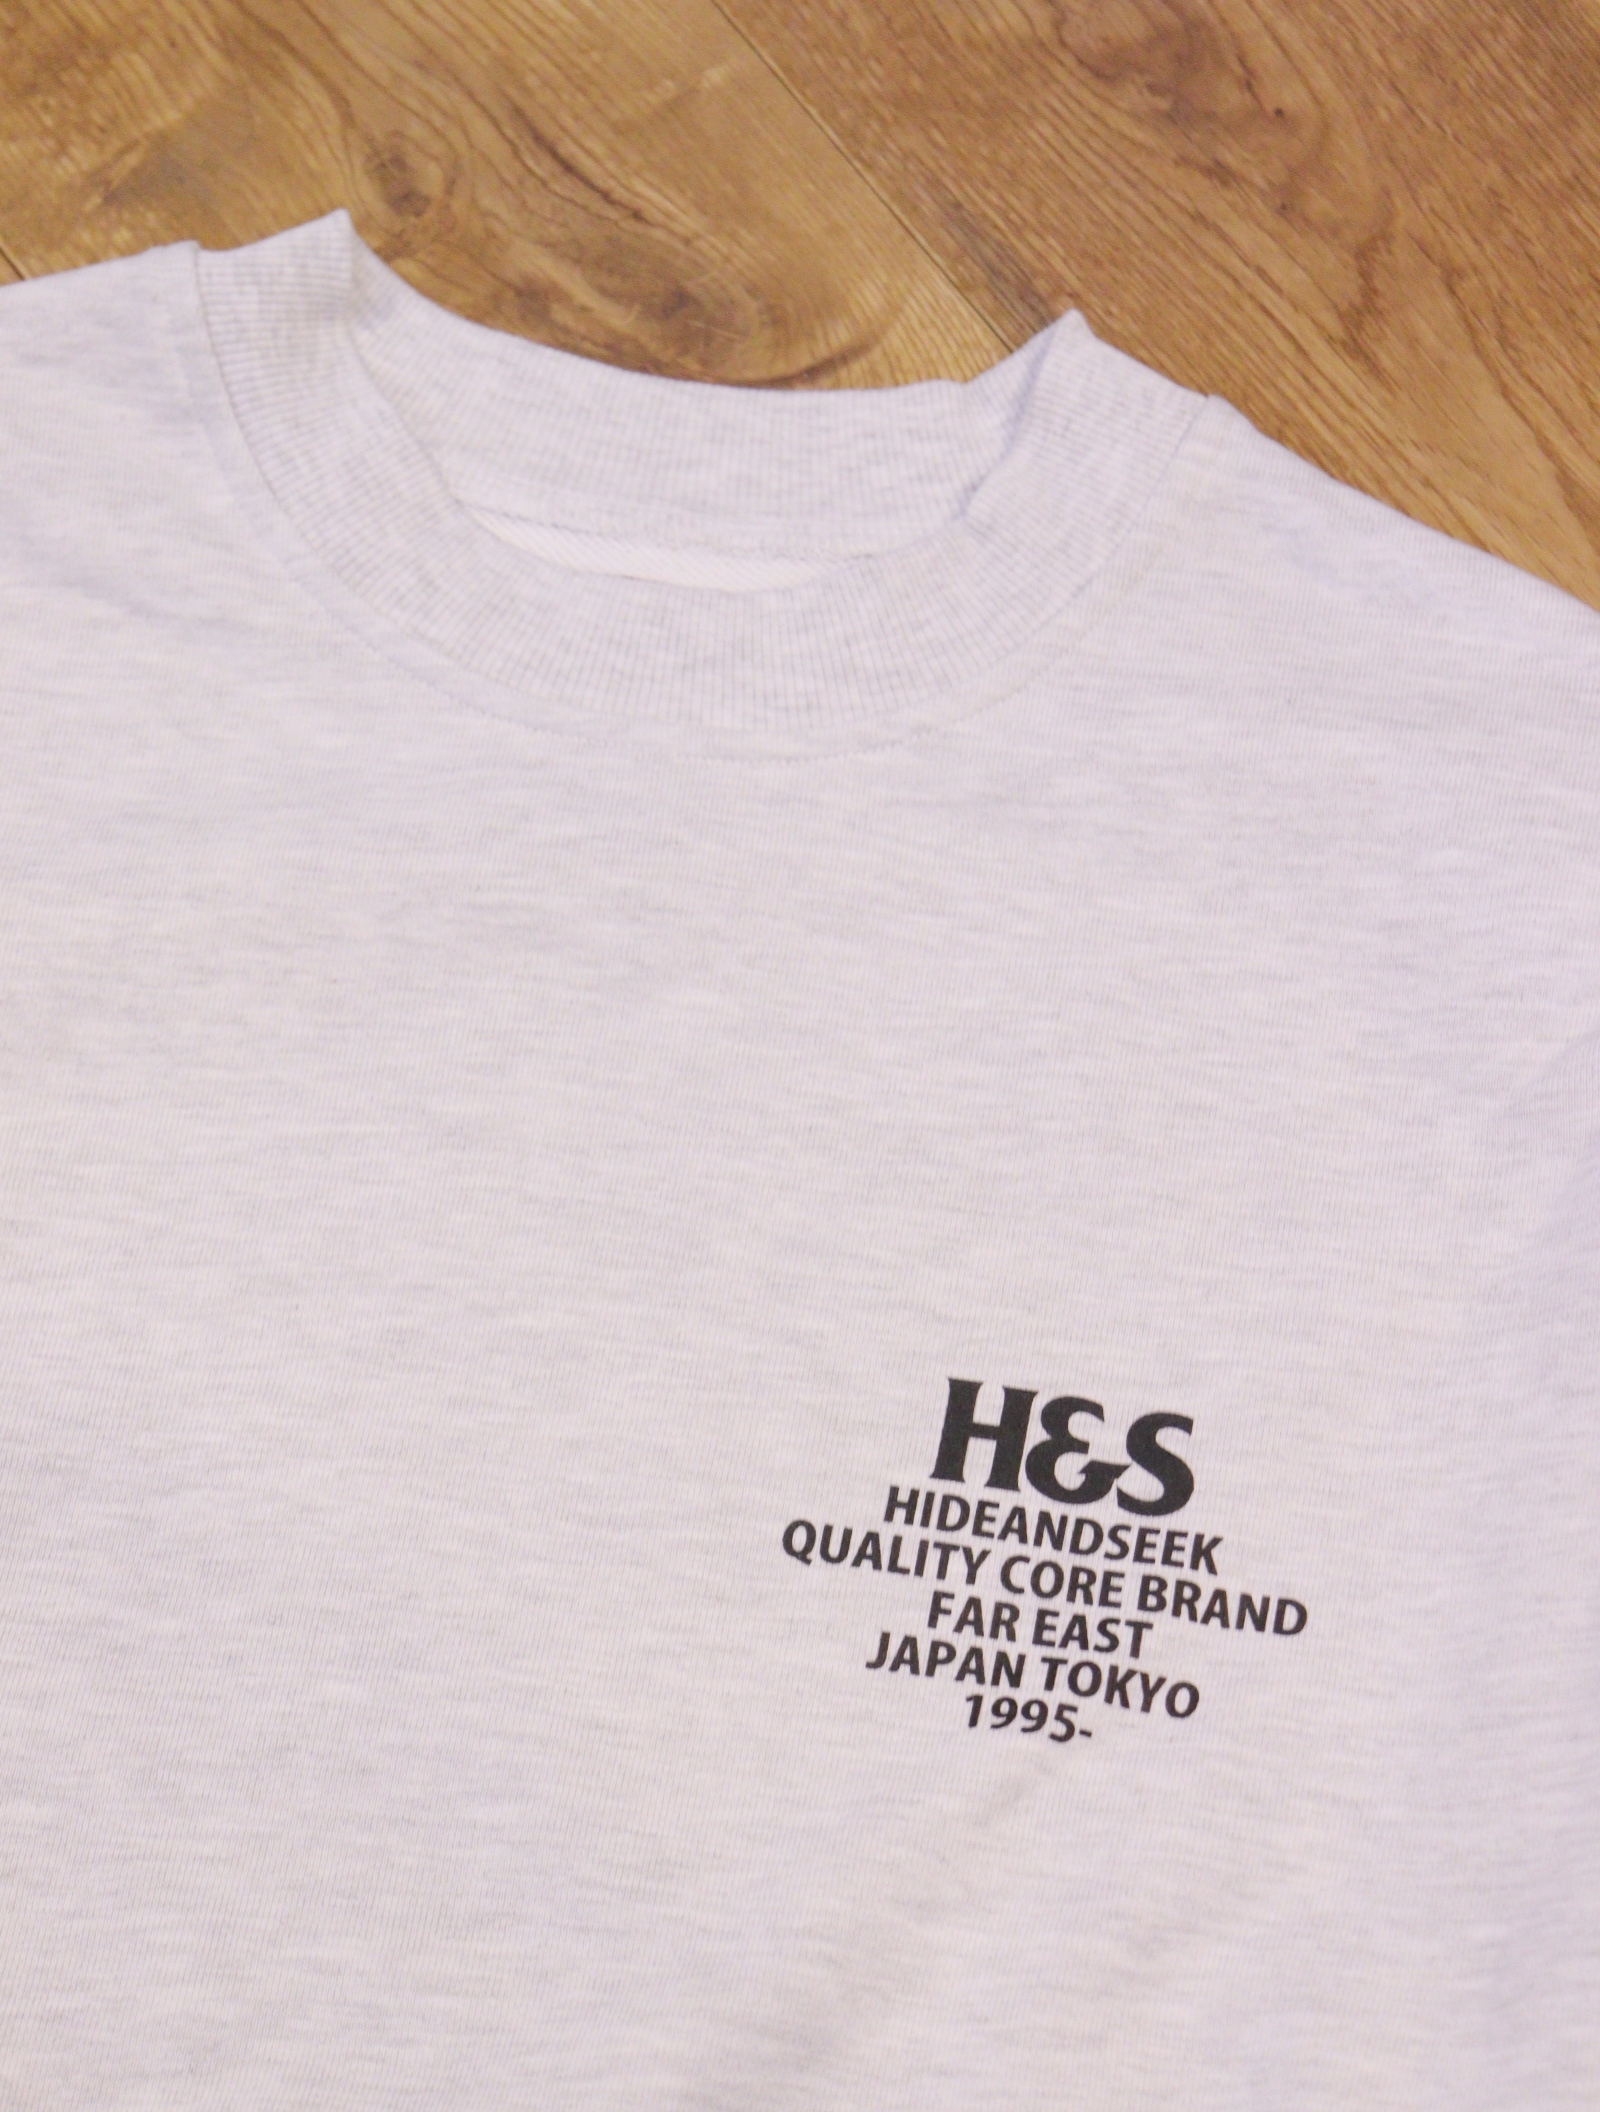 H&S
HIDEANDSEEK
QUALITY CORE BRAND
FAR EAST
JAPAN TOKYO
1995-